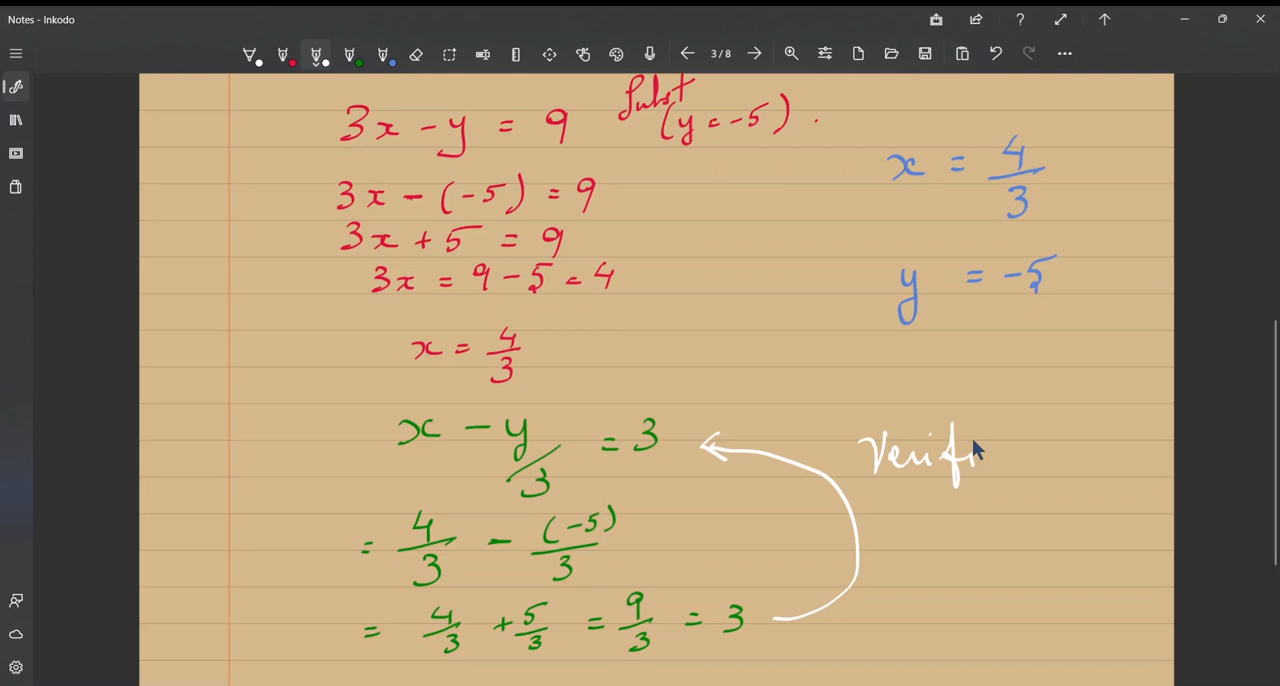 Notes - Inkodo
3/8
3x - y = 9 Subst (y = -5).
3x - (-5) = 9
3x + 5 = 9
3x = 9 - 5 = 4
x = 4/3
x = 4/3
y = -5
x - y/3 = 3
Verifi
= 4/3 - (-5)/3
= 4/3 + 5/3 = 9/3 = 3